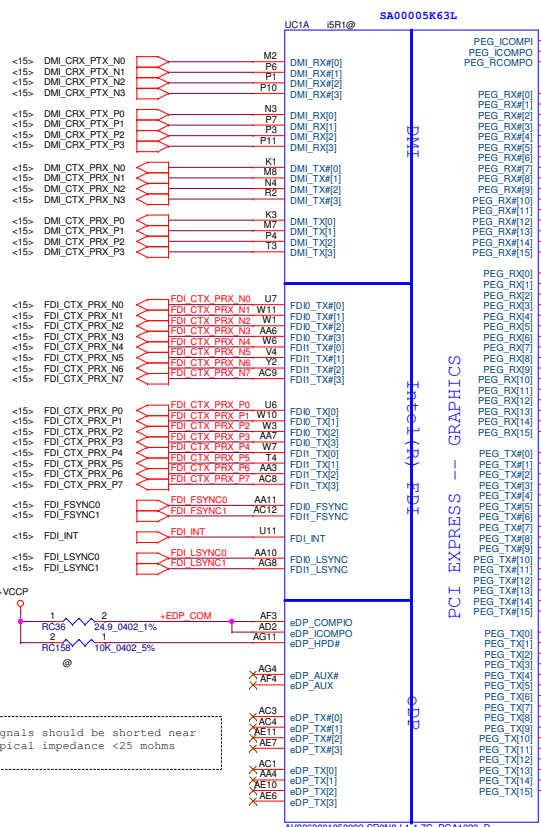 SA00005K63L
UC1A i5R1@
<15> DMI_CRX_PTX_N0 M2 DMI_RX#[0]
<15> DMI_CRX_PTX_N1 P6 DMI_RX#[1]
<15> DMI_CRX_PTX_N2 P1 DMI_RX#[2]
<15> DMI_CRX_PTX_N3 P10 DMI_RX#[3]
<15> DMI_CRX_PTX_P0 N3 DMI_RX[0]
<15> DMI_CRX_PTX_P1 P7 DMI_RX[1]
<15> DMI_CRX_PTX_P2 P3 DMI_RX[2]
<15> DMI_CRX_PTX_P3 P11 DMI_RX[3]
<15> DMI_CTX_PRX_N0 K1 DMI_TX#[0]
<15> DMI_CTX_PRX_N1 M8 DMI_TX#[1]
<15> DMI_CTX_PRX_N2 N4 DMI_TX#[2]
<15> DMI_CTX_PRX_N3 R2 DMI_TX#[3]
<15> DMI_CTX_PRX_P0 K3 DMI_TX[0]
<15> DMI_CTX_PRX_P1 M7 DMI_TX[1]
<15> DMI_CTX_PRX_P2 P4 DMI_TX[2]
<15> DMI_CTX_PRX_P3 T3 DMI_TX[3]
<15> FDI_CTX_PRX_N0 FDI_CTX_PRX_N0 U7 FDI0_TX#[0]
<15> FDI_CTX_PRX_N1 FDI_CTX_PRX_N1 W11 FDI0_TX#[1]
<15> FDI_CTX_PRX_N2 FDI_CTX_PRX_N2 W1 FDI0_TX#[2]
<15> FDI_CTX_PRX_N3 FDI_CTX_PRX_N3 AA6 FDI0_TX#[3]
<15> FDI_CTX_PRX_N4 FDI_CTX_PRX_N4 W6 FDI1_TX#[0]
<15> FDI_CTX_PRX_N5 FDI_CTX_PRX_N5 V4 FDI1_TX#[1]
<15> FDI_CTX_PRX_N6 FDI_CTX_PRX_N6 Y2 FDI1_TX#[2]
<15> FDI_CTX_PRX_N7 FDI_CTX_PRX_N7 AC9 FDI1_TX#[3]
<15> FDI_CTX_PRX_P0 FDI_CTX_PRX_P0 U6 FDI0_TX[0]
<15> FDI_CTX_PRX_P1 FDI_CTX_PRX_P1 W10 FDI0_TX[1]
<15> FDI_CTX_PRX_P2 FDI_CTX_PRX_P2 W3 FDI0_TX[2]
<15> FDI_CTX_PRX_P3 FDI_CTX_PRX_P3 AA7 FDI0_TX[3]
<15> FDI_CTX_PRX_P4 FDI_CTX_PRX_P4 W7 FDI1_TX[0]
<15> FDI_CTX_PRX_P5 FDI_CTX_PRX_P5 T4 FDI1_TX[1]
<15> FDI_CTX_PRX_P6 FDI_CTX_PRX_P6 AA3 FDI1_TX[2]
<15> FDI_CTX_PRX_P7 FDI_CTX_PRX_P7 AC8 FDI1_TX[3]
<15> FDI_FSYNC0 FDI_FSYNC0 AA11 FDI0_FSYNC
<15> FDI_FSYNC1 FDI_FSYNC1 AC12 FDI1_FSYNC
<15> FDI_INT FDI_INT U11 FDI_INT
<15> FDI_LSYNC0 FDI_LSYNC0 AA10 FDI0_LSYNC
<15> FDI_LSYNC1 FDI_LSYNC1 AG8 FDI1_LSYNC
+VCCP
1 2 +EDP_COM AF3 eDP_COMPIO
RC36 24.9_0402_1% AD2 eDP_ICOMPO
2 1 AG11 eDP_HPD#
RC158 10K_0402_5%
@
AG4 eDP_AUX#
AF4 eDP_AUX
AC3 eDP_TX#[0]
AC4 eDP_TX#[1]
AE11 eDP_TX#[2]
AE7 eDP_TX#[3]
AC1 eDP_TX[0]
AA4 eDP_TX[1]
AE10 eDP_TX[2]
AE6 eDP_TX[3]
gnals should be shorted near
pical impedance <25 mohms
DMI
Intel(R) FDI
eDP
PCI EXPRESS -- GRAPHICS
PEG_ICOMPI
PEG_ICOMPO
PEG_RCOMPO
PEG_RX#[0]
PEG_RX#[1]
PEG_RX#[2]
PEG_RX#[3]
PEG_RX#[4]
PEG_RX#[5]
PEG_RX#[6]
PEG_RX#[7]
PEG_RX#[8]
PEG_RX#[9]
PEG_RX#[10]
PEG_RX#[11]
PEG_RX#[12]
PEG_RX#[13]
PEG_RX#[14]
PEG_RX#[15]
PEG_RX[0]
PEG_RX[1]
PEG_RX[2]
PEG_RX[3]
PEG_RX[4]
PEG_RX[5]
PEG_RX[6]
PEG_RX[7]
PEG_RX[8]
PEG_RX[9]
PEG_RX[10]
PEG_RX[11]
PEG_RX[12]
PEG_RX[13]
PEG_RX[14]
PEG_RX[15]
PEG_TX#[0]
PEG_TX#[1]
PEG_TX#[2]
PEG_TX#[3]
PEG_TX#[4]
PEG_TX#[5]
PEG_TX#[6]
PEG_TX#[7]
PEG_TX#[8]
PEG_TX#[9]
PEG_TX#[10]
PEG_TX#[11]
PEG_TX#[12]
PEG_TX#[13]
PEG_TX#[14]
PEG_TX#[15]
PEG_TX[0]
PEG_TX[1]
PEG_TX[2]
PEG_TX[3]
PEG_TX[4]
PEG_TX[5]
PEG_TX[6]
PEG_TX[7]
PEG_TX[8]
PEG_TX[9]
PEG_TX[10]
PEG_TX[11]
PEG_TX[12]
PEG_TX[13]
PEG_TX[14]
PEG_TX[15]